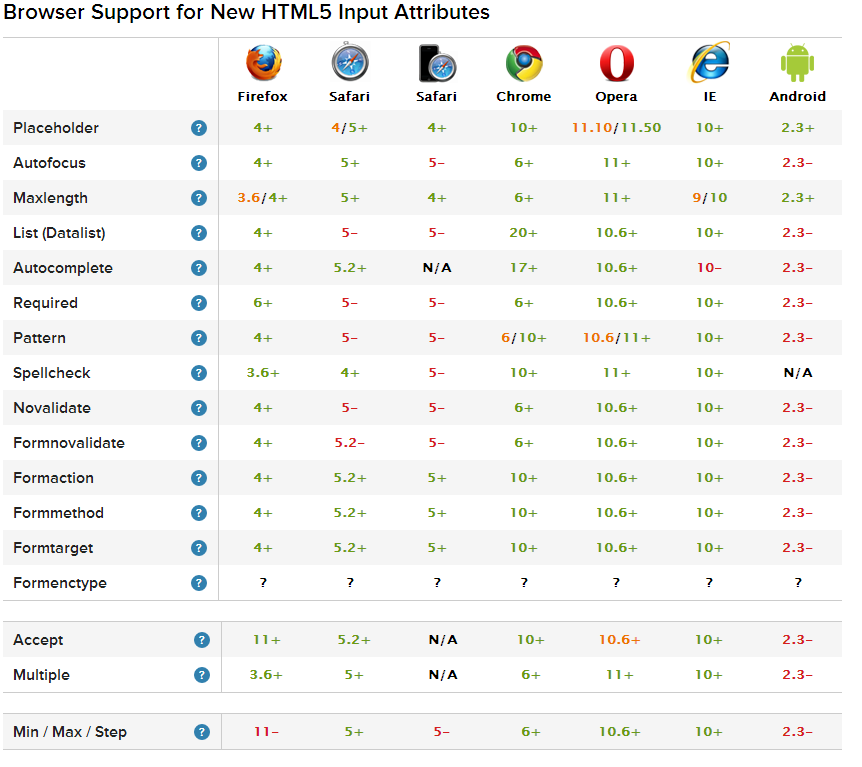 Browser Support for New HTML5 Input Attributes
Firefox Safari Safari Chrome Opera IE Android
Placeholder ? 4+ 4/5+ 4+ 10+ 11.10/11.50 10+ 2.3+
Autofocus ? 4+ 5+ 5- 6+ 11+ 10+ 2.3-
Maxlength ? 3.6/4+ 5+ 4+ 6+ 11+ 9/10 2.3+
List (Datalist) ? 4+ 5- 5- 20+ 10.6+ 10+ 2.3-
Autocomplete ? 4+ 5.2+ N/A 17+ 10.6+ 10- 2.3-
Required ? 6+ 5- 5- 6+ 10.6+ 10+ 2.3-
Pattern ? 4+ 5- 5- 6/10+ 10.6/11+ 10+ 2.3-
Spellcheck ? 3.6+ 4+ 5- 10+ 11+ 10+ N/A
Novalidate ? 4+ 5- 5- 6+ 10.6+ 10+ 2.3-
Formnovalidate ? 4+ 5.2- 5- 6+ 10.6+ 10+ 2.3-
Formaction ? 4+ 5.2+ 5+ 10+ 10.6+ 10+ 2.3-
Formmethod ? 4+ 5.2+ 5+ 10+ 10.6+ 10+ 2.3-
Formtarget ? 4+ 5.2+ 5+ 10+ 10.6+ 10+ 2.3-
Formenctype ? ? ? ? ? ? ? ?
Accept ? 11+ 5.2+ N/A 10+ 10.6+ 10+ 2.3-
Multiple ? 3.6+ 5+ N/A 6+ 11+ 10+ 2.3-
Min / Max / Step ? 11- 5+ 5- 6+ 10.6+ 10+ 2.3-